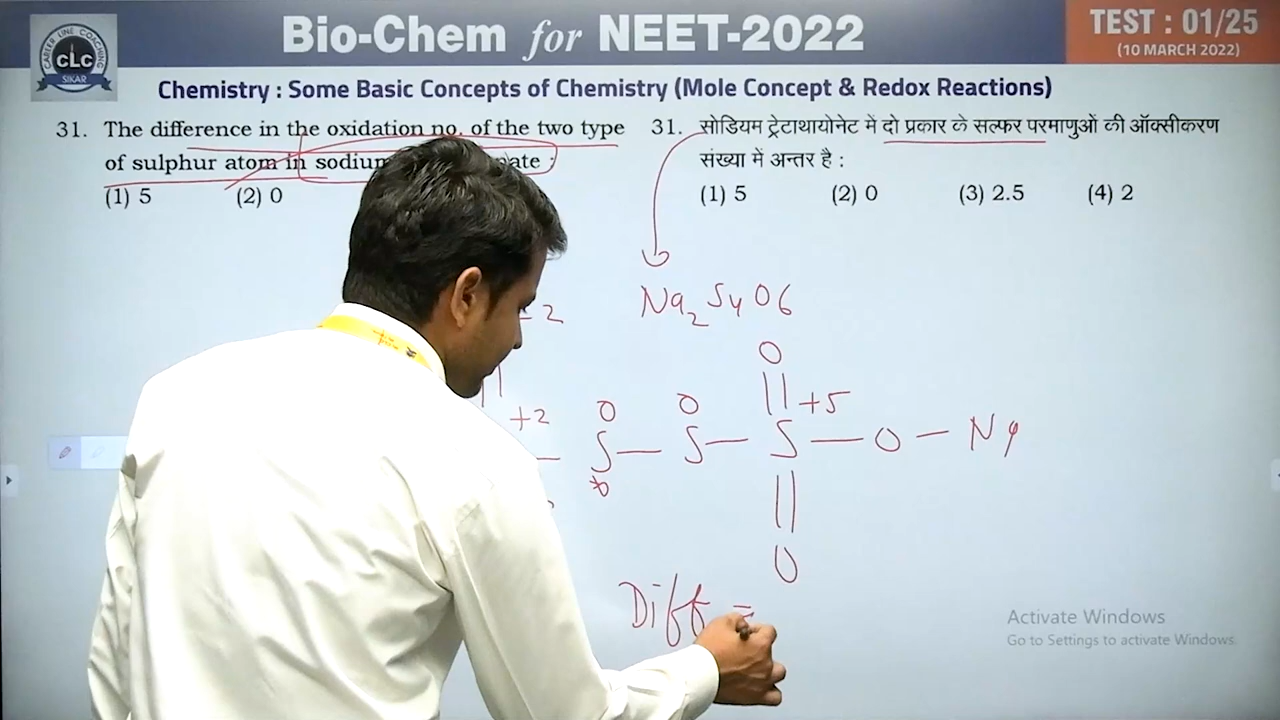 Bio-Chem for NEET-2022
TEST : 01/25
(10 MARCH 2022)
CAREER LINE COACHING
CLC
SIKAR
Chemistry : Some Basic Concepts of Chemistry (Mole Concept & Redox Reactions)
31. The difference in the oxidation no. of the two type
of sulphur atom in
(1) 5 (2) 0
31. सोडियम ट्रेटाथायोनेट में दो प्रकार के सल्फर परमाणुओं की ऑक्सीकरण
संख्या में अन्तर है :
(1) 5 (2) 0 (3) 2.5 (4) 2
Na2S4O6
2
O
+2 O O +5
S — S — S — O — Na
O
Diff =
Activate Windows
Go to Settings to activate Windows.